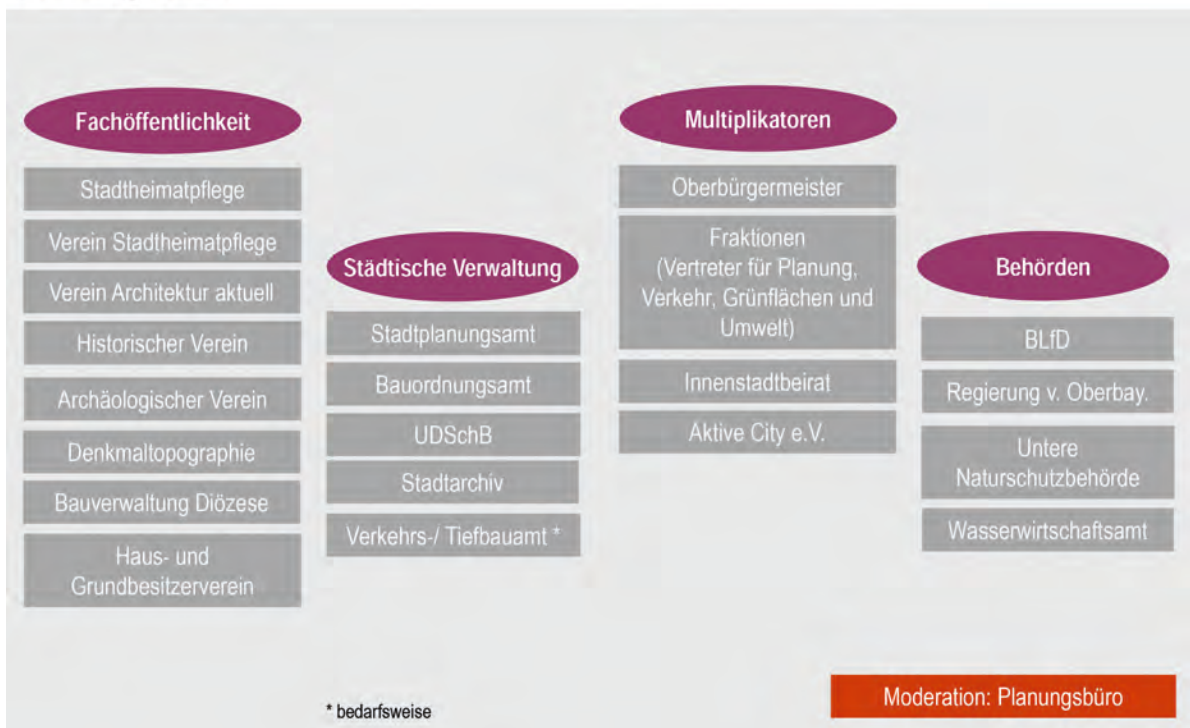 Fachöffentlichkeit
Stadtheimatpflege
Verein Stadtheimatpflege
Verein Architektur aktuell
Historischer Verein
Archäologischer Verein
Denkmaltopographie
Bauverwaltung Diözese
Haus- und
Grundbesitzerverein
Städtische Verwaltung
Stadtplanungsamt
Bauordnungsamt
UDSchB
Stadtarchiv
Verkehrs-/ Tiefbauamt *
Multiplikatoren
Oberbürgermeister
Fraktionen
(Vertreter für Planung,
Verkehr, Grünflächen und
Umwelt)
Innenstadtbeirat
Aktive City e.V.
Behörden
BLfD
Regierung v. Oberbay.
Untere
Naturschutzbehörde
Wasserwirtschaftsamt
* bedarfsweise
Moderation: Planungsbüro